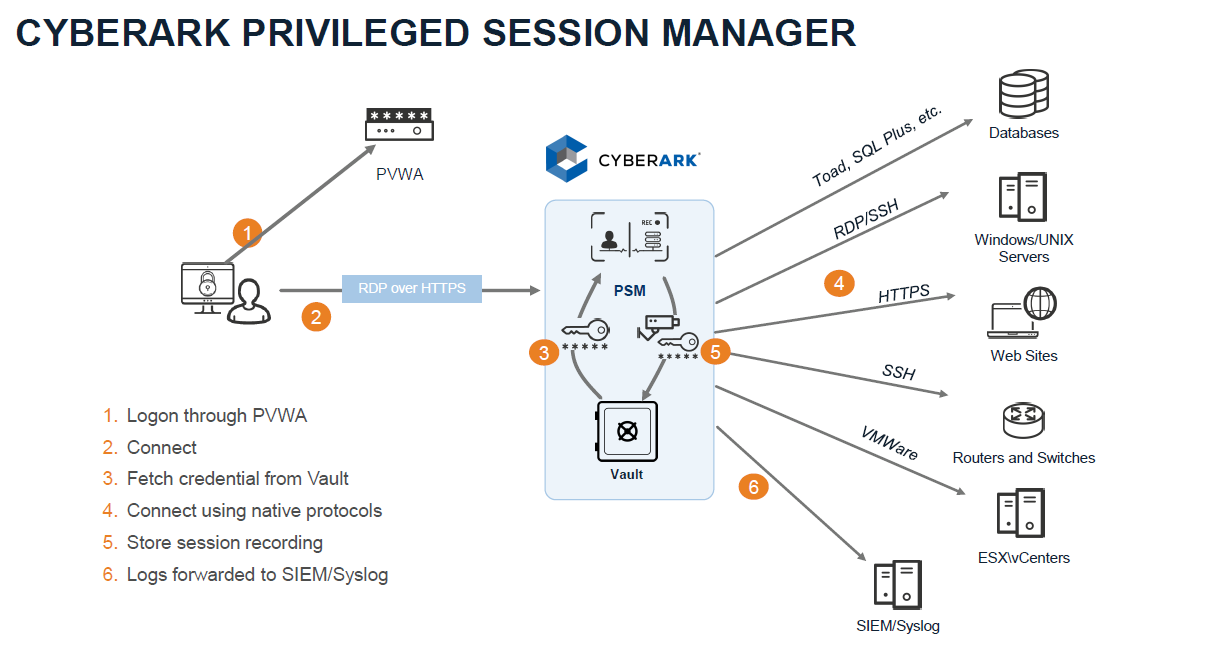 CYBERARK PRIVILEGED SESSION MANAGER
*****
PVWA
CYBERARK
1
RDP over HTTPS
2
REC
PSM
3
*****
*****
5
Vault
Toad, SQL Plus, etc.
Databases
RDP/SSH
Windows/UNIX
Servers
4
HTTPS
Web Sites
SSH
Routers and Switches
VMWare
ESX\vCenters
6
SIEM/Syslog
1. Logon through PVWA
2. Connect
3. Fetch credential from Vault
4. Connect using native protocols
5. Store session recording
6. Logs forwarded to SIEM/Syslog